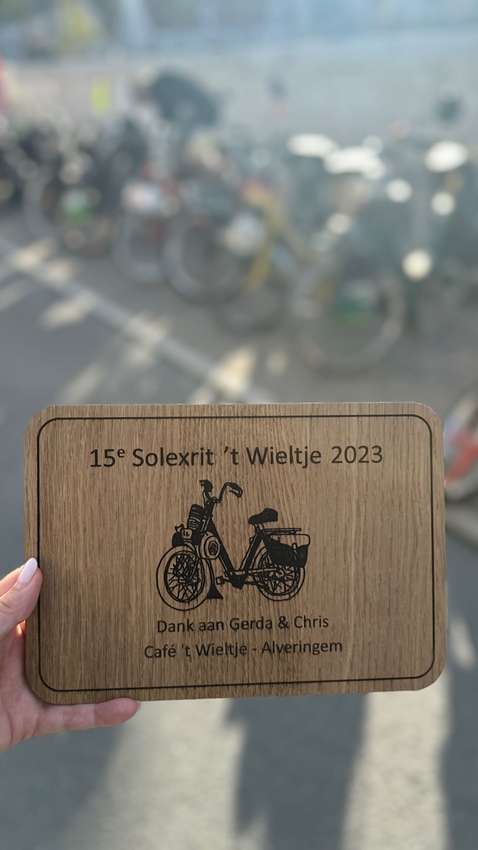 15e Solexrit 't Wieltje 2023
Dank aan Gerda & Chris
Café 't Wieltje - Alveringem